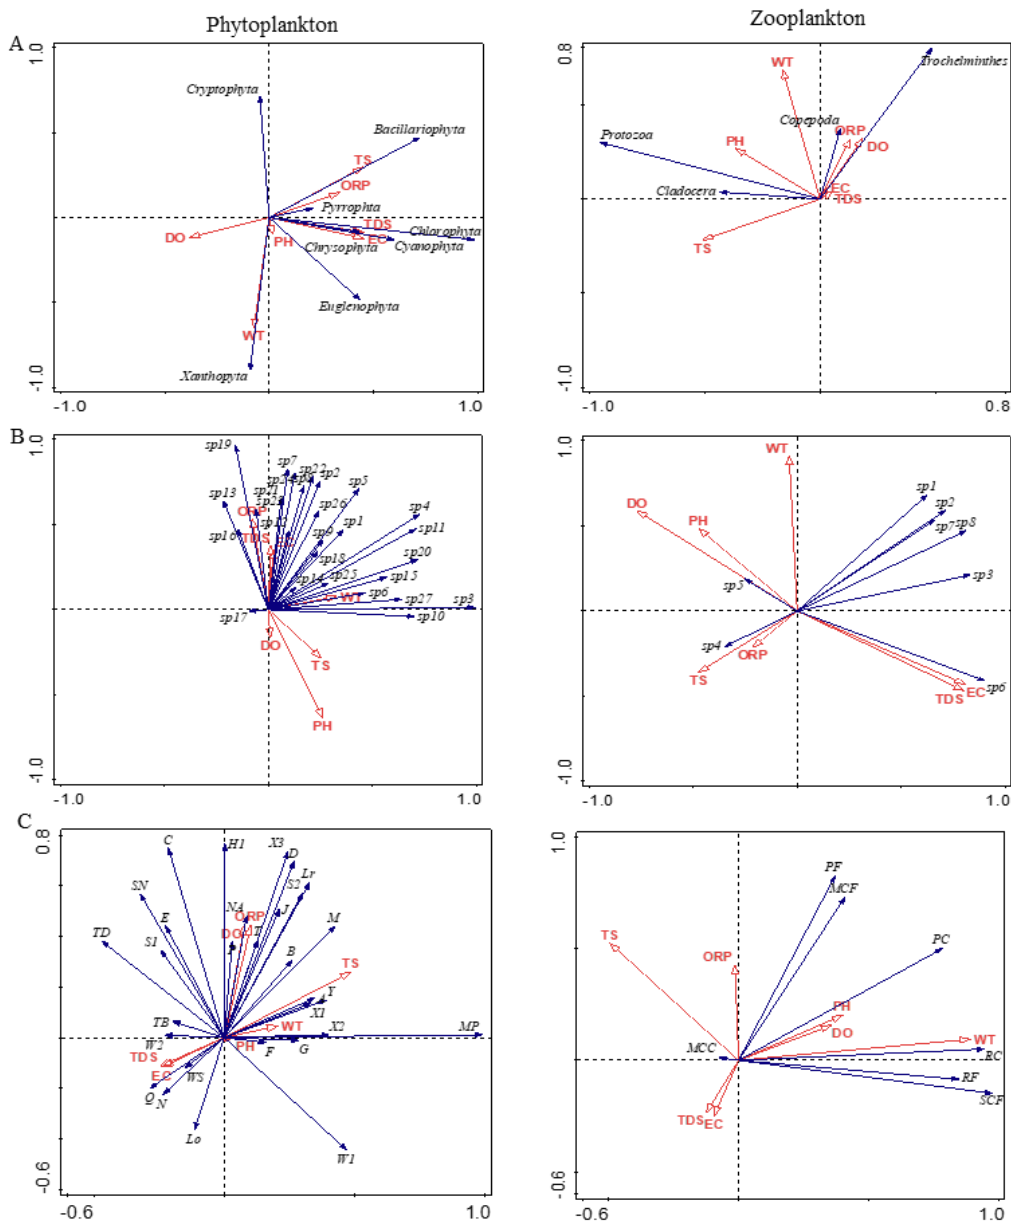 Phytoplankton
Zooplankton
A
1.0
Cryptophyta
Bacillariophyta
TS
ORP
Pyrrophta
TDS
Chlorophyta
DO
PH
EC
Chrysophyta
Cyanophyta
Euglenophyta
WT
Xanthopyta
-1.0
-1.0
1.0
0.8
Trochelminthes
WT
Copepoda
ORP
Protozoa
PH
DO
Cladocera
EC
TDS
TS
-1.0
-1.0
0.8
B
1.0
sp19
sp7
sp22
sp2
sp5
sp13
sp26
sp4
ORP
sp1
sp11
sp16
TDS
sp9
sp18
sp20
sp14
sp25
sp15
sp6
WT
sp27
sp3
sp17
sp10
DO
TS
PH
-1.0
-1.0
1.0
1.0
WT
sp1
DO
sp2
PH
sp7
sp8
sp5
sp3
sp4
ORP
TS
sp6
EC
TDS
-1.0
-1.0
1.0
C
0.8
C
H1
X3
D
SN
S2
Lr
NA
ORP
J
E
M
TD
DO
T
S1
P
B
TS
Y
TB
X1
WT
W2
X2
MP
PH
F
G
TDS
EC
WS
Q
N
Lo
W1
-0.6
-0.6
1.0
1.0
PF
MCF
TS
PC
ORP
PH
DO
WT
MCC
RC
RF
SCF
TDS
EC
-0.6
-0.6
1.0